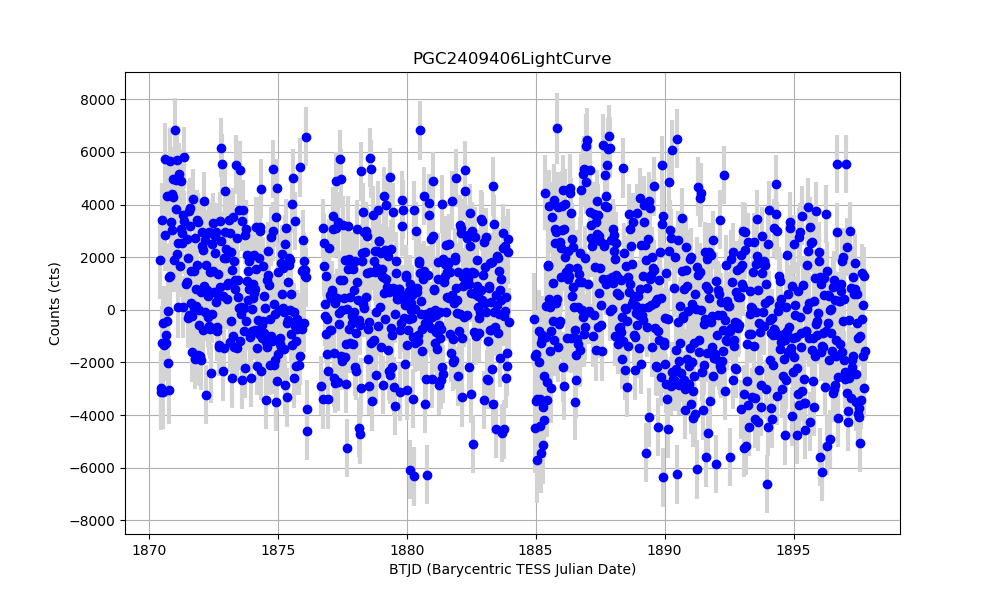 PGC2409406LightCurve
8000
6000
4000
2000
0
−2000
−4000
−6000
−8000
Counts (cts)
1870 1875 1880 1885 1890 1895
BTJD (Barycentric TESS Julian Date)